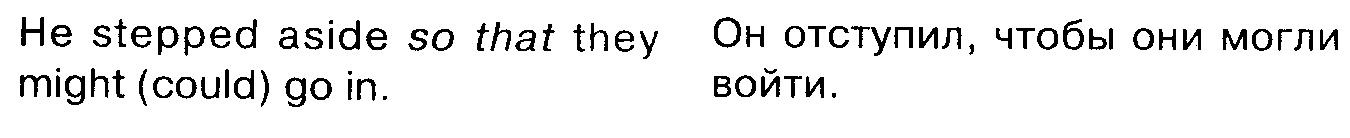 He stepped aside so that they
might (could) go in.
Он отступил, чтобы они могли
войти.